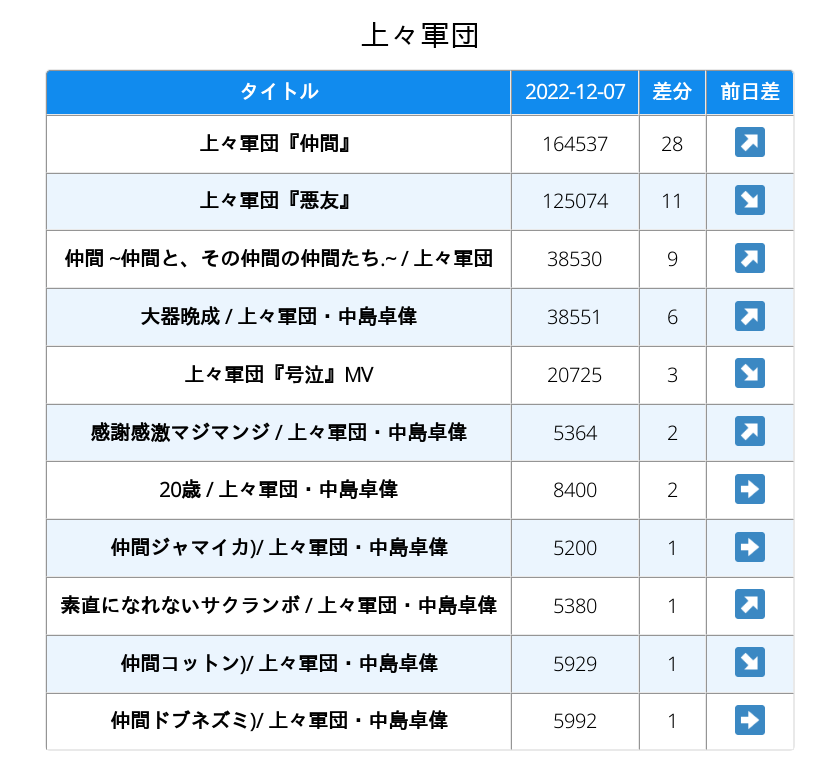 上々軍団
タイトル 2022-12-07 差分 前日差
上々軍団『仲間』 164537 28 ↗
上々軍団『悪友』 125074 11 ↘
仲間 ~仲間と、その仲間の仲間たち.~ / 上々軍団 38530 9 ↗
大器晩成 / 上々軍団・中島卓偉 38551 6 ↗
上々軍団『号泣』MV 20725 3 ↘
感謝感激マジマンジ / 上々軍団・中島卓偉 5364 2 ↗
20歳 / 上々軍団・中島卓偉 8400 2 →
仲間ジャマイカ)/ 上々軍団・中島卓偉 5200 1 →
素直になれないサクランボ / 上々軍団・中島卓偉 5380 1 ↗
仲間コットン)/ 上々軍団・中島卓偉 5929 1 ↘
仲間ドブネズミ)/ 上々軍団・中島卓偉 5992 1 →